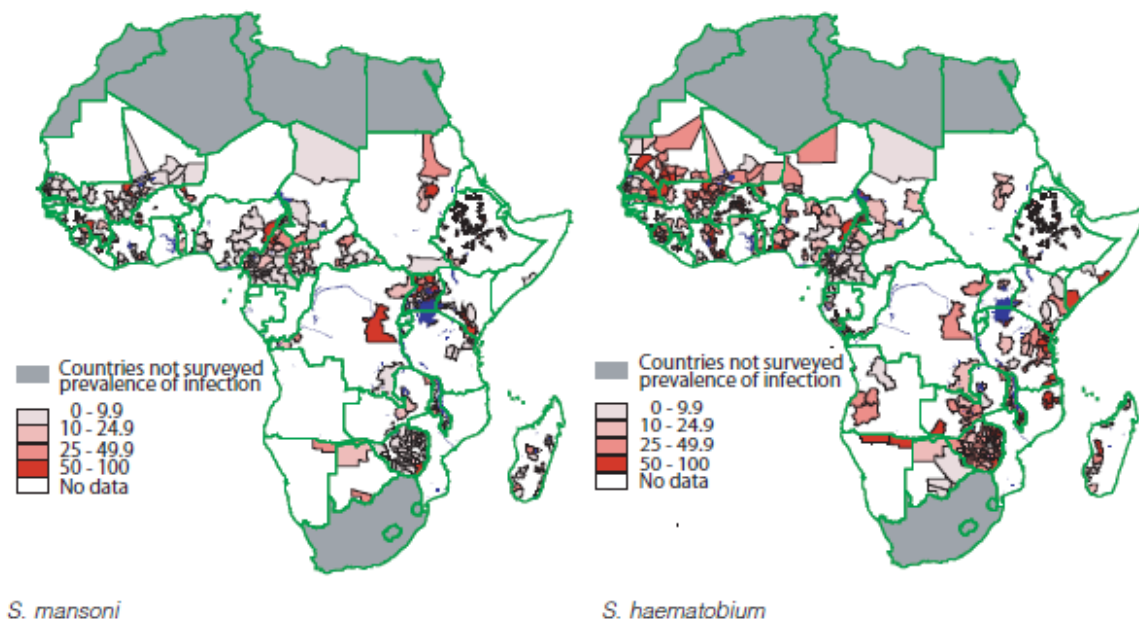 Countries not surveyed
prevalence of infection
0 - 9.9
10 - 24.9
25 - 49.9
50 - 100
No data
S. mansoni
Countries not surveyed
prevalence of infection
0 - 9.9
10 - 24.9
25 - 49.9
50 - 100
No data
S. haematobium